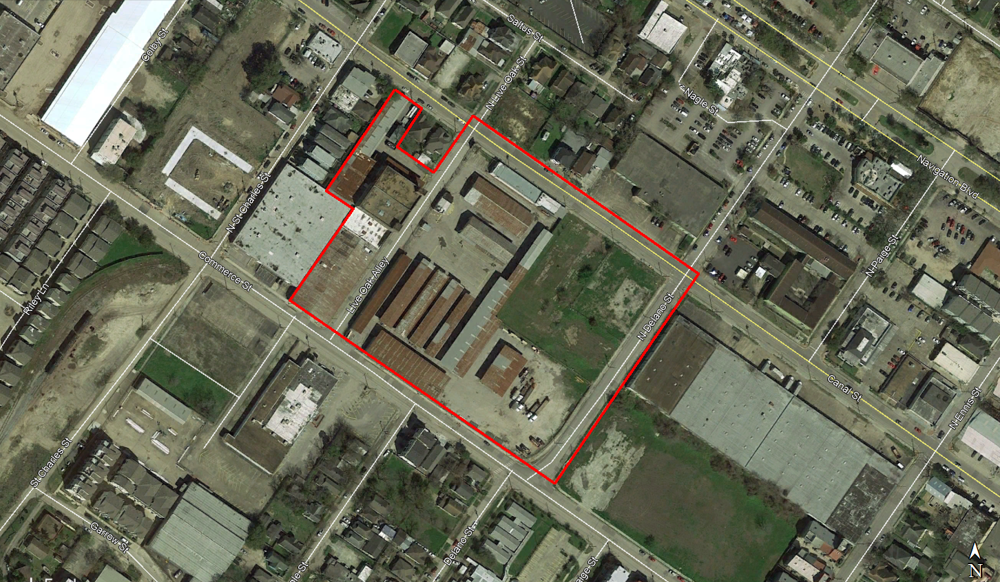 Saltus St
Colby St
N Live Oak St
Nagle St
Navigation Blvd
N St Charles St
N Paige St
Commerce St
Live Oak Alley
Riley Ln
N Delano St
Canal St
N Ennis St
St Charles St
Garrow St
Delano St
N